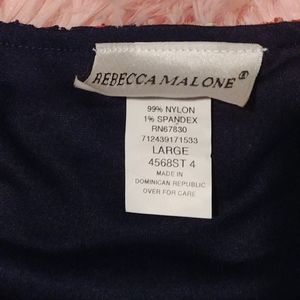 REBECCA MALONE®
99% NYLON
1% SPANDEX
RN67830
712439171533
LARGE
4568ST 4
MADE IN
DOMINICAN REPUBLIC
OVER FOR CARE